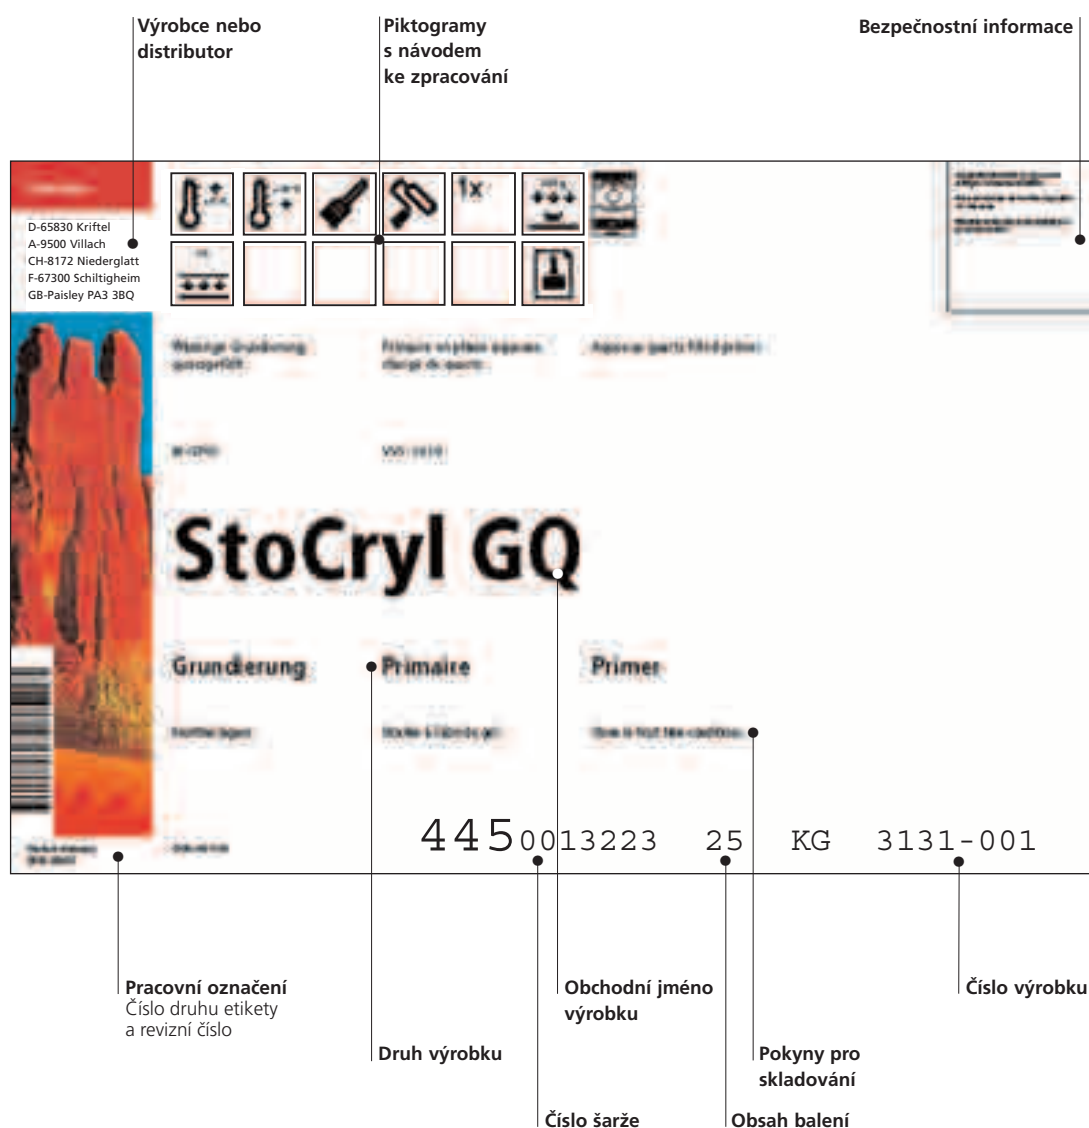 Výrobce nebo
distributor
Piktogramy
s návodem
ke zpracování
Bezpečnostní informace
D-65830 Kriftel
A-9500 Villach
CH-8172 Niederglatt
F-67300 Schiltigheim
GB-Paisley PA3 3BQ
1x
StoCryl GQ
Grundierung
Primaire
Primer
4450013223 25 KG 3131-001
Pracovní označení
Číslo druhu etikety
a revizní číslo
Obchodní jméno
výrobku
Číslo výrobku
Druh výrobku
Pokyny pro
skladování
Číslo šarže
Obsah balení